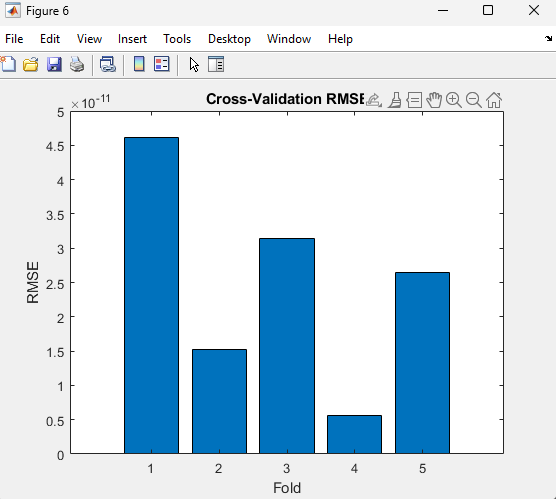 Figure 6
File Edit View Insert Tools Desktop Window Help
Cross-Validation RMSE
×10-11
5
4.5
4
3.5
3
2.5
2
1.5
1
0.5
0
RMSE
1 2 3 4 5
Fold